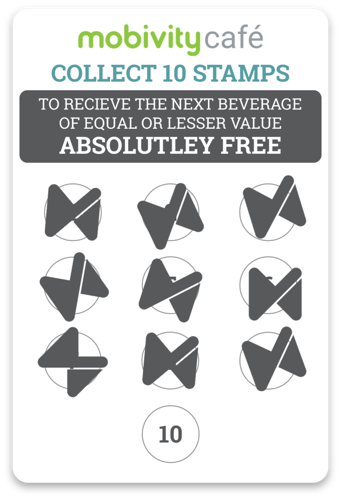 mobivity café
COLLECT 10 STAMPS
TO RECIEVE THE NEXT BEVERAGE
OF EQUAL OR LESSER VALUE
ABSOLUTLEY FREE
10